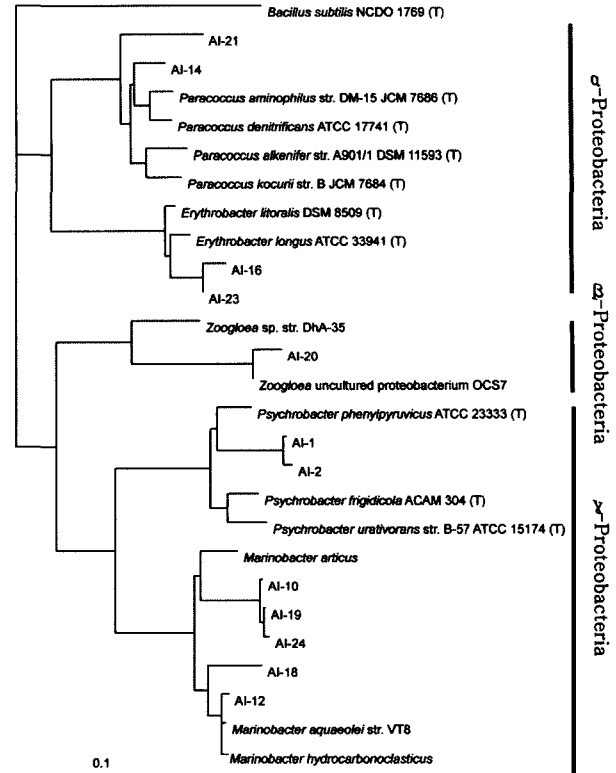 Bacillus subtilis NCDO 1769 (T)
AI-21
AI-14
Paracoccus aminophilus str. DM-15 JCM 7686 (T)
Paracoccus denitrificans ATCC 17741 (T)
Paracoccus alkenifer str. A901/1 DSM 11593 (T)
Paracoccus kocurii str. B JCM 7684 (T)
Erythrobacter litoralis DSM 8509 (T)
Erythrobacter longus ATCC 33941 (T)
AI-16
AI-23
Zoogloea sp. str. DhA-35
AI-20
Zoogloea uncultured proteobacterium OCS7
Psychrobacter phenylpyruvicus ATCC 23333 (T)
AI-1
AI-2
Psychrobacter frigidicola ACAM 304 (T)
Psychrobacter urativorans str. B-57 ATCC 15174 (T)
Marinobacter articus
AI-10
AI-19
AI-24
AI-18
AI-12
Marinobacter aquaeolei str. VT8
Marinobacter hydrocarbonoclasticus
0.1
α-Proteobacteria
β-Proteobacteria
γ-Proteobacteria